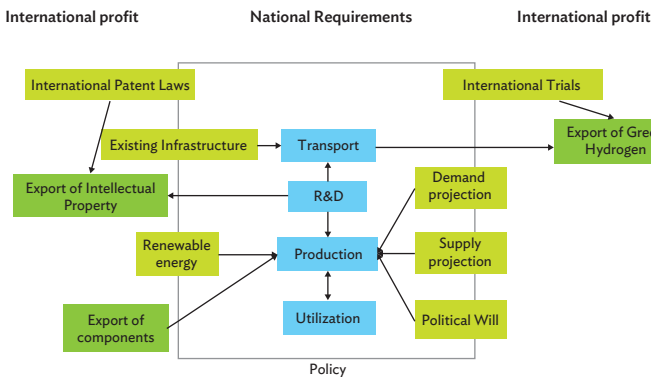 International profit
National Requirements
International profit
International Patent Laws
International Trials
Existing Infrastructure
Transport
Export of
Hydrogen
Export of Intellectual
Property
R&D
Demand
projection
Renewable
energy
Production
Supply
projection
Export of
components
Utilization
Political Will
Policy